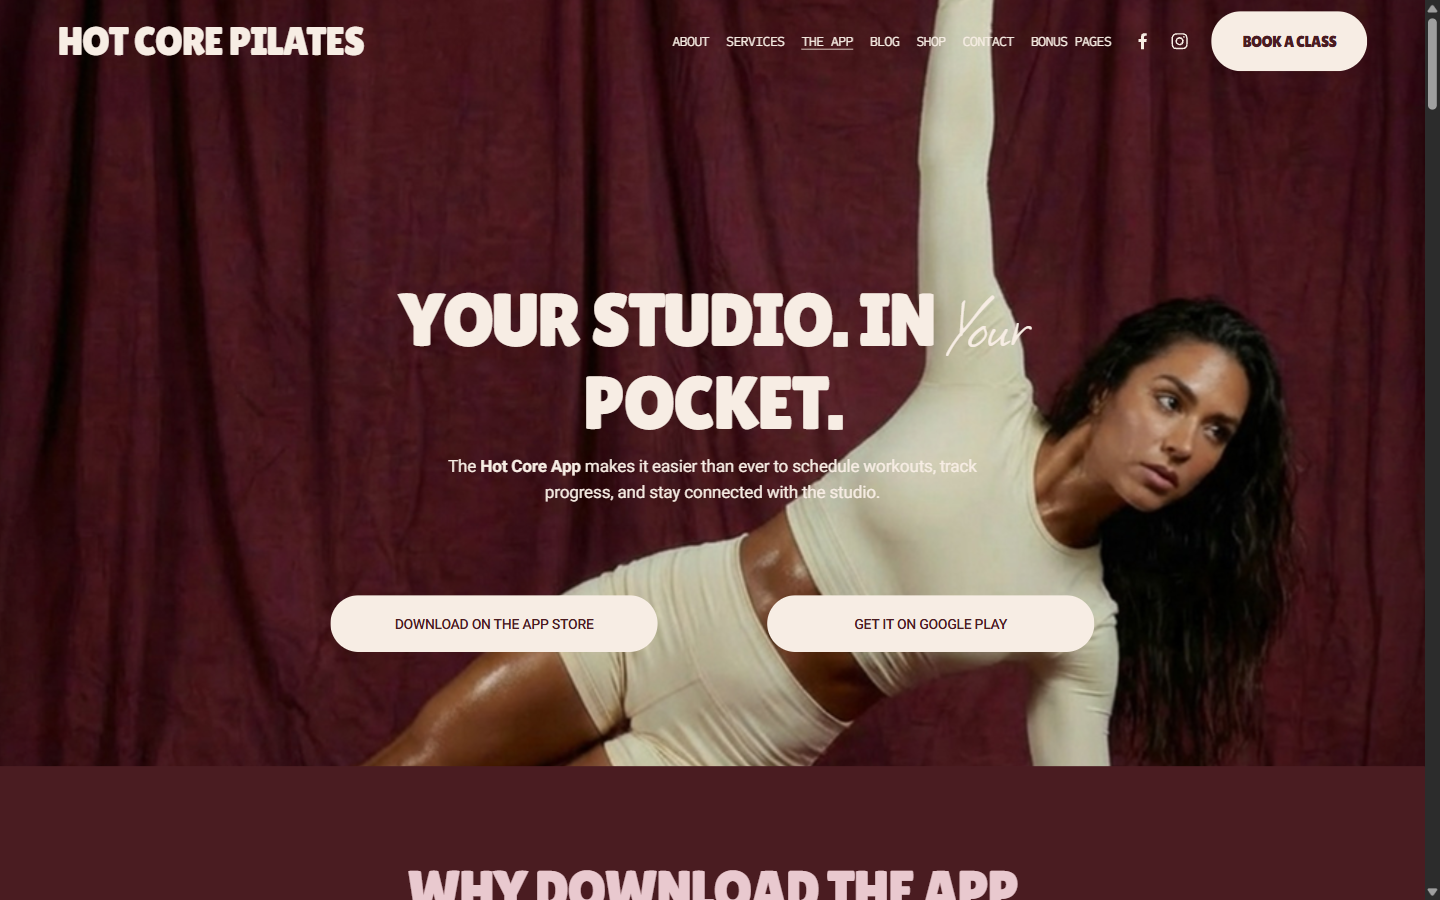 HOT CORE PILATES
ABOUT SERVICES THE APP BLOG SHOP CONTACT BONUS PAGES BOOK A CLASS
YOUR STUDIO. IN Your
POCKET.
The Hot Core App makes it easier than ever to schedule workouts, track
progress, and stay connected with the studio.
DOWNLOAD ON THE APP STORE
GET IT ON GOOGLE PLAY
WHY DOWNLOAD THE APP